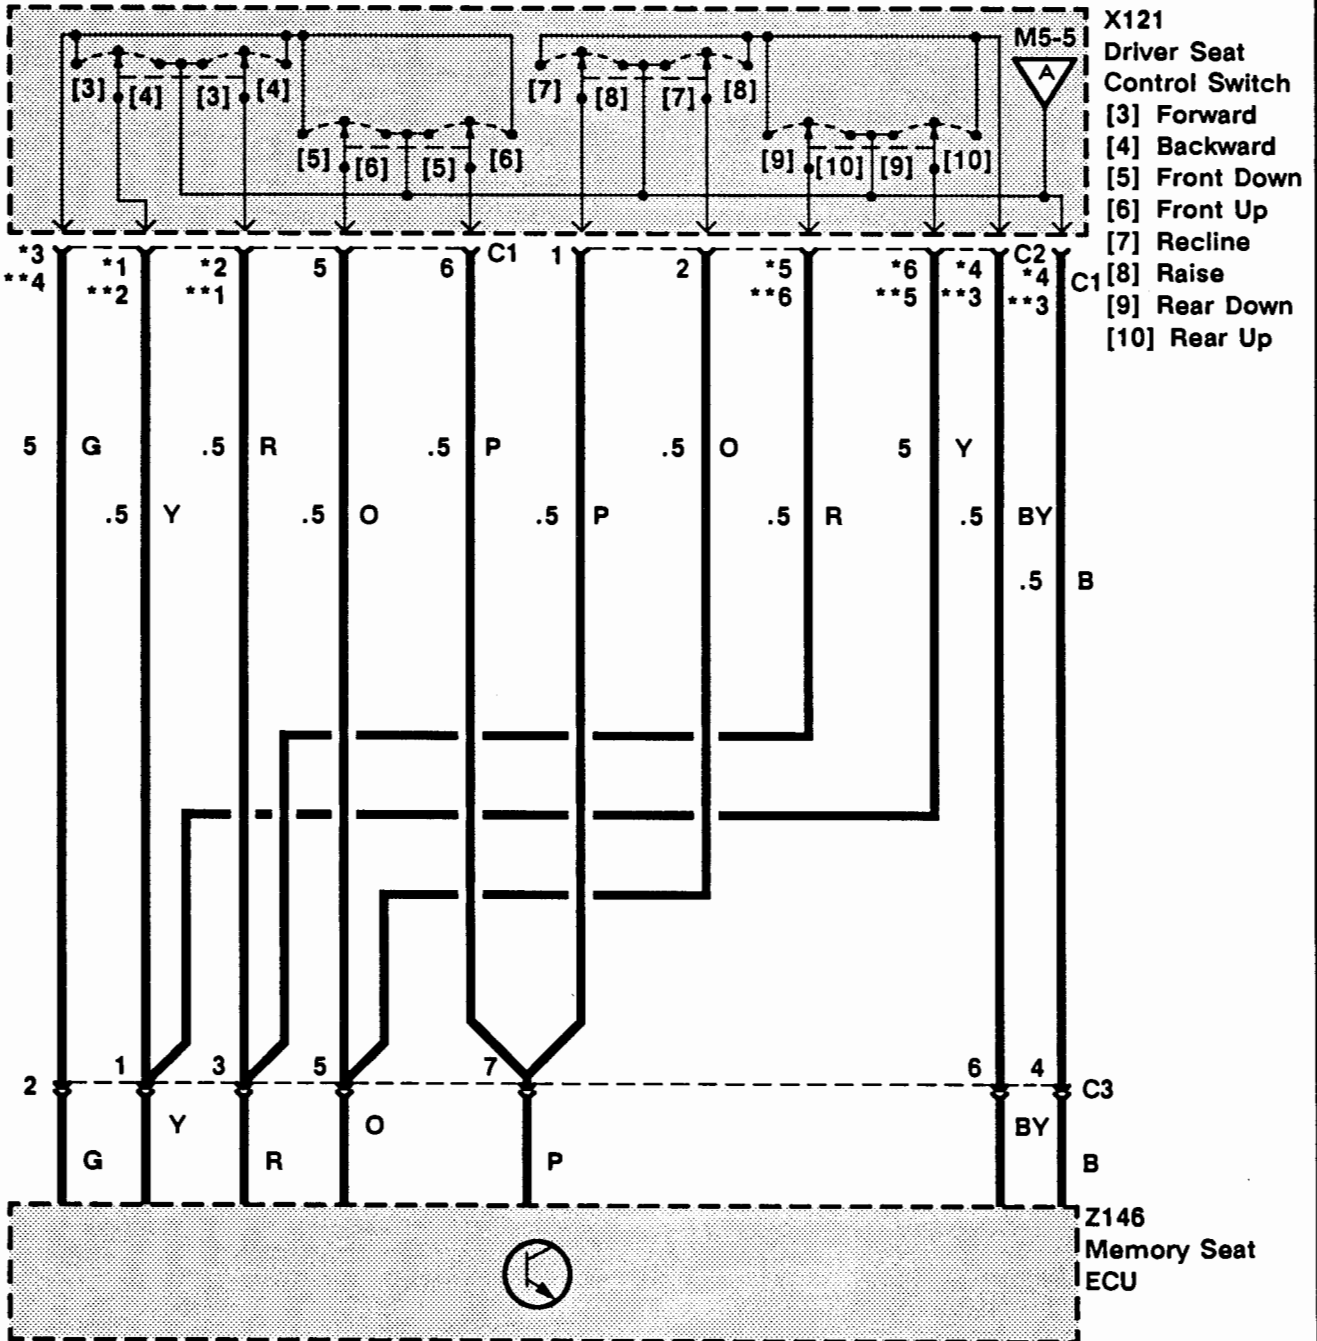 X121
M5-5
Driver Seat
A
Control Switch
[3] [4] [3] [4] [7] [8] [7] [8]
[3] Forward
[4] Backward
[5] [6] [5] [6] [9] [10] [9] [10]
[5] Front Down
[6] Front Up
[7] Recline
[8] Raise
[9] Rear Down
[10] Rear Up
*3 *1 *2 5 6 C1 1 2 *5 *6 *4 C2 *4 C1
**4 **2 **1 **6 **5 **3 **3
5 G .5 R .5 P .5 O 5 Y
.5 Y .5 O .5 P .5 R .5 BY
.5 B
2 1 3 5 7 6 4 C3
Y O BY
G R P B
Z146
Memory Seat
ECU